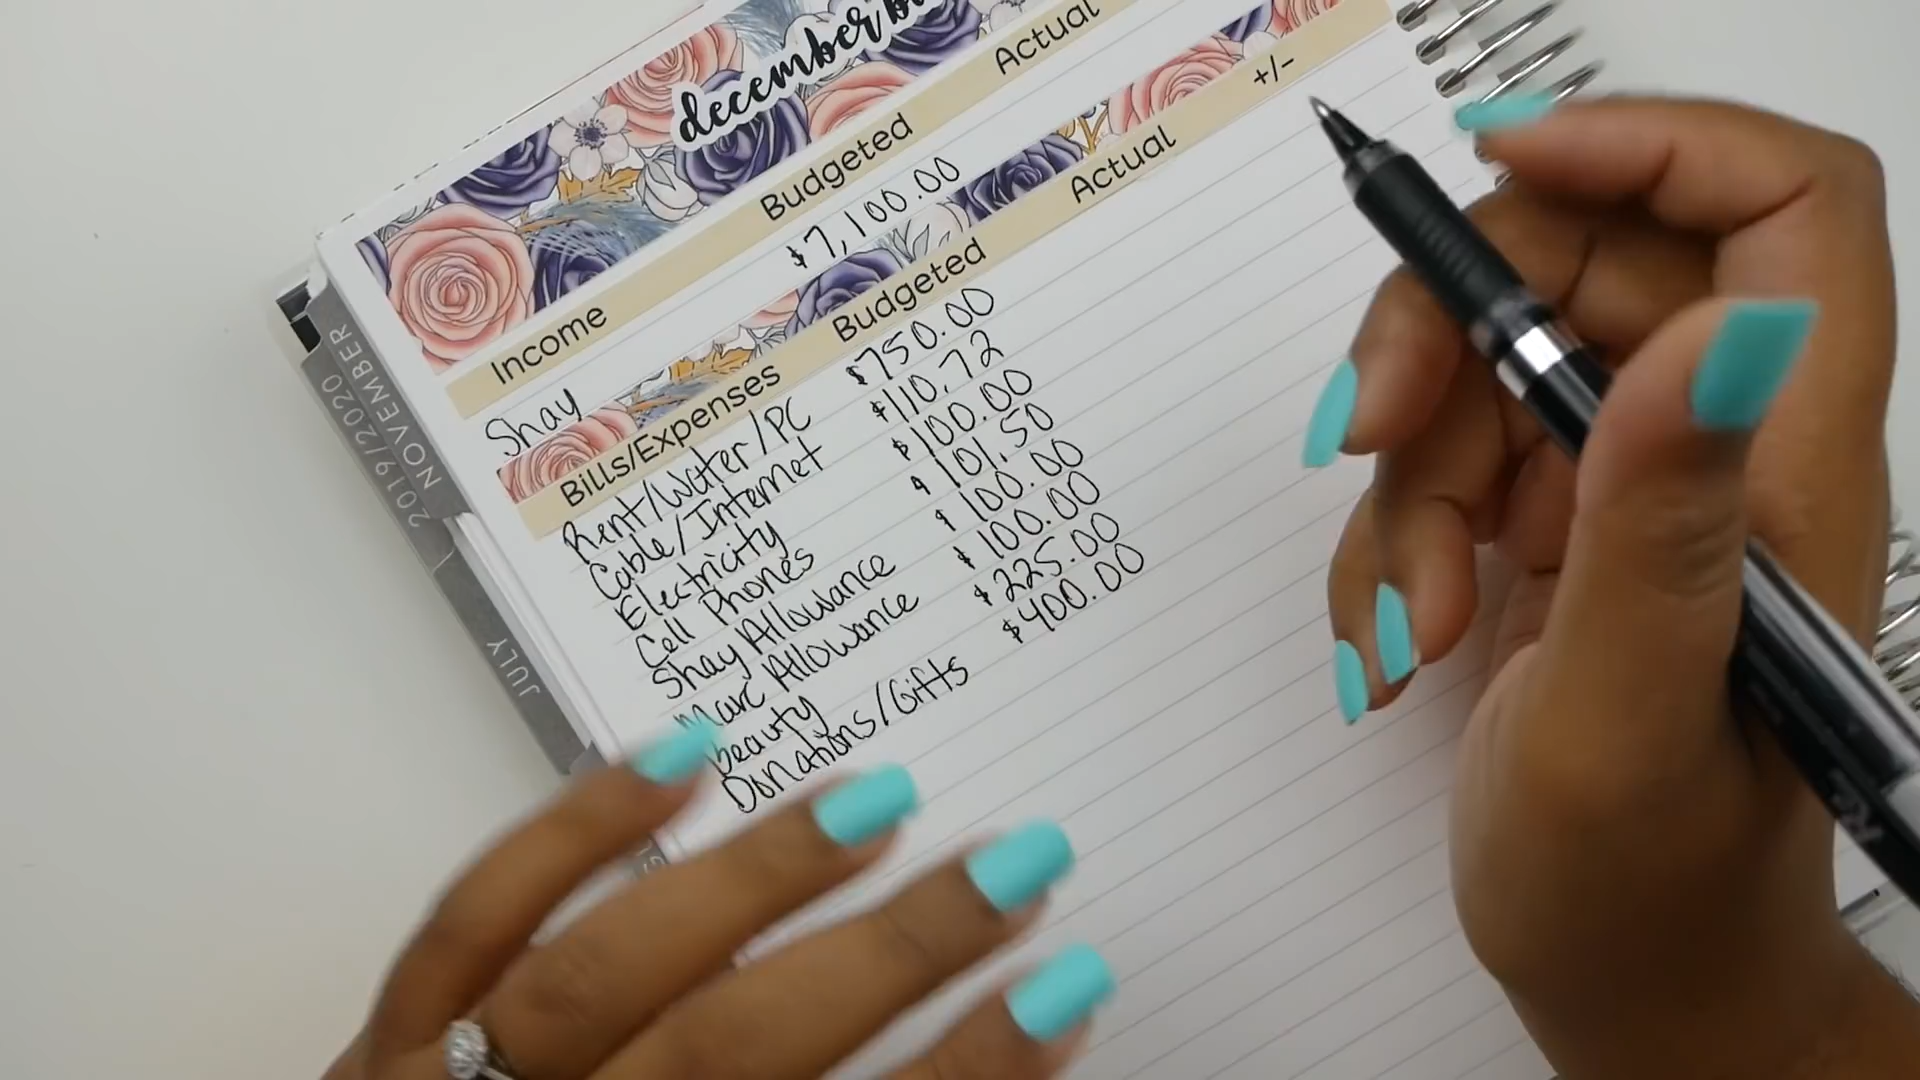 december
Income Budgeted Actual
Shay $7,100.00
Bills/Expenses Budgeted Actual +/-
Rent/Water/PC $750.00
Cable/Internet $110.72
Electricity $100.00
Cell Phones $101.50
Shay Allowance $100.00
Marc Allowance $100.00
beauty $225.00
Donations/Gifts $400.00
2019/2020
NOVEMBER
JULY